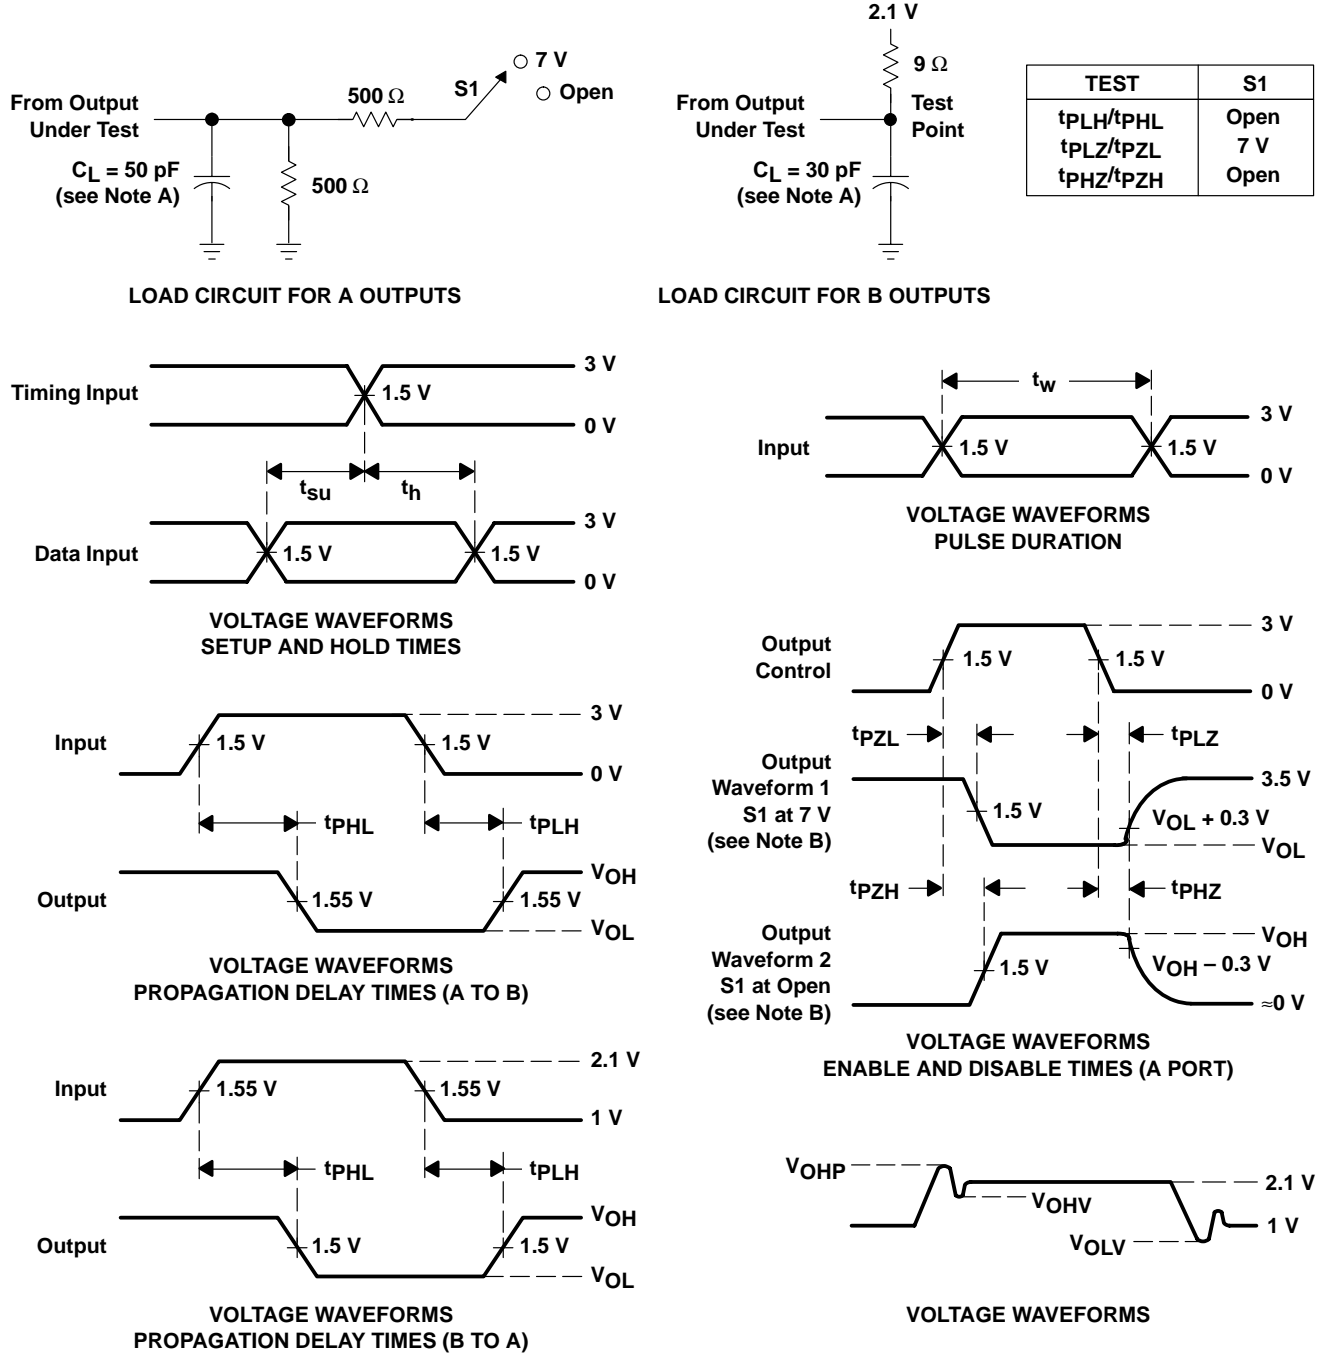 7 V
Open
S1
500 Ω
From Output
Under Test
CL = 50 pF
(see Note A)
500 Ω
LOAD CIRCUIT FOR A OUTPUTS
2.1 V
9 Ω
From Output
Under Test
Test
Point
CL = 30 pF
(see Note A)
LOAD CIRCUIT FOR B OUTPUTS
TEST S1
tPLH/tPHL Open
tPLZ/tPZL 7 V
tPHZ/tPZH Open
3 V
Timing Input
1.5 V
0 V
tsu
th
3 V
Data Input
1.5 V
1.5 V
0 V
VOLTAGE WAVEFORMS
SETUP AND HOLD TIMES
tw
3 V
Input
1.5 V
1.5 V
0 V
VOLTAGE WAVEFORMS
PULSE DURATION
3 V
Input
1.5 V
1.5 V
0 V
tPHL
tPLH
VOH
Output
1.55 V
1.55 V
VOL
VOLTAGE WAVEFORMS
PROPAGATION DELAY TIMES (A TO B)
3 V
Output
Control
1.5 V
1.5 V
0 V
tPZL
tPLZ
Output
Waveform 1
S1 at 7 V
(see Note B)
3.5 V
1.5 V
VOL + 0.3 V
VOL
tPZH
tPHZ
Output
Waveform 2
S1 at Open
(see Note B)
VOH
1.5 V
VOH – 0.3 V
≈0 V
VOLTAGE WAVEFORMS
ENABLE AND DISABLE TIMES (A PORT)
2.1 V
Input
1.55 V
1.55 V
1 V
tPHL
tPLH
VOH
Output
1.5 V
1.5 V
VOL
VOLTAGE WAVEFORMS
PROPAGATION DELAY TIMES (B TO A)
VOHP
2.1 V
VOHV
1 V
VOLV
VOLTAGE WAVEFORMS